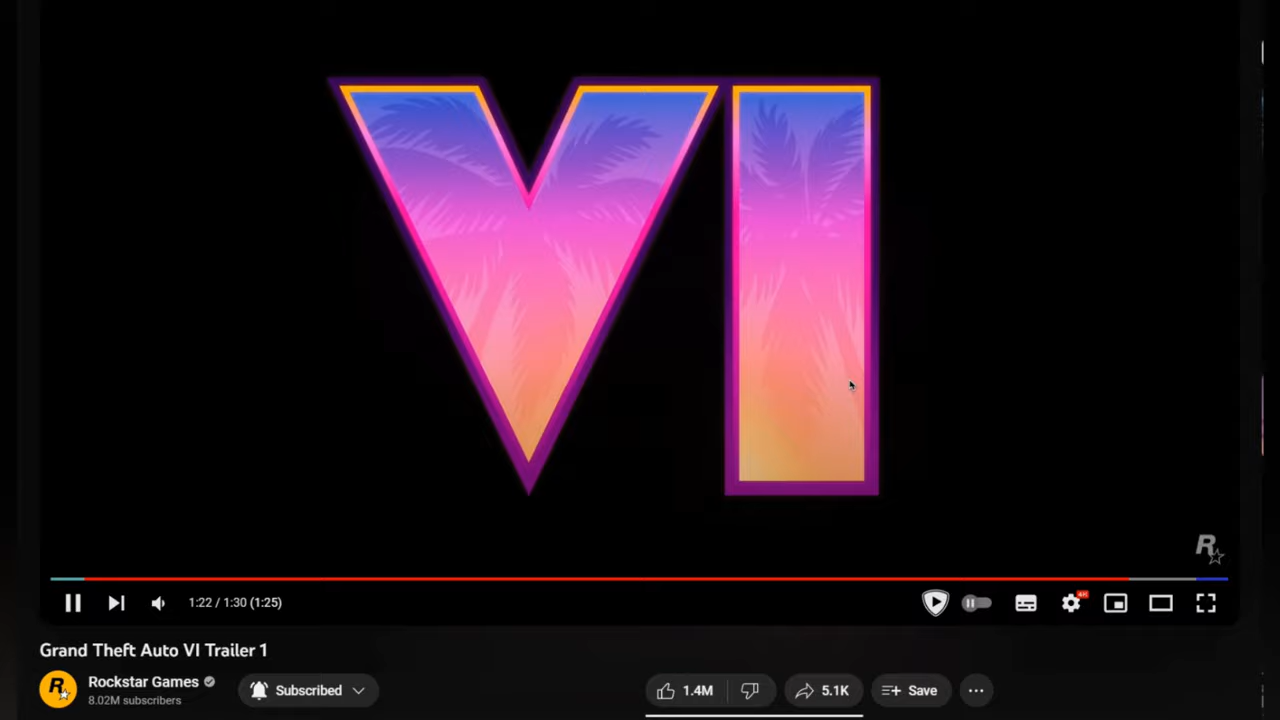 VI
R
1:22 / 1:30 (1:25)
4K
Grand Theft Auto VI Trailer 1
R
Rockstar Games
8.02M subscribers
Subscribed
1.4M
5.1K
Save